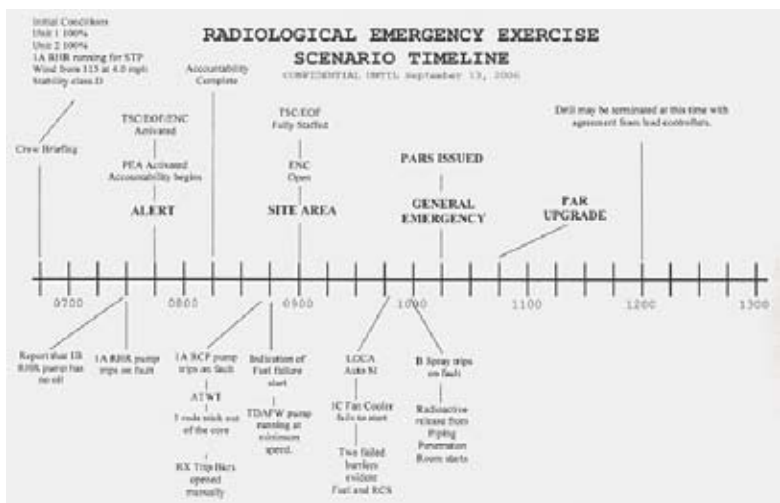 RADIOLOGICAL EMERGENCY EXERCISE
SCENARIO TIMELINE
CONFIDENTIAL UNTIL September 13, 2006
Initial Conditions
Unit 1 100%
Unit 2 100%
1A RHR running for STP
Wind from 115 at 4.0 mph
Stability class D
Crew Briefing
TSC/EOF/ENC
Activated
PEA Activated
Accountability begins
ALERT
Accountability
Complete
TSC/EOF
Fully Staffed
ENC
Open
SITE AREA
PARS ISSUED
GENERAL
EMERGENCY
PAR
UPGRADE
Drill may be terminated at this time with
agreement from lead controllers.
0700
0800
0900
1000
1100
1200
1300
Report that 1B
RHR pump has
no oil
1A RHR pump
trips on fault
1A RCP pump
trips on fault
ATWT
rods stick out
of the core
RX Trip Bkrs
opened
manually
Indication of
Fuel failure
start
TDAFW pump
running at
minimum
speed.
LOCA
Auto SI
1C Fan Cooler
fails to start
Two failed
barriers
evident
Fuel and RCS
B Spray trips
on fault
Radioactive
release from
Piping
Penetration
Room starts